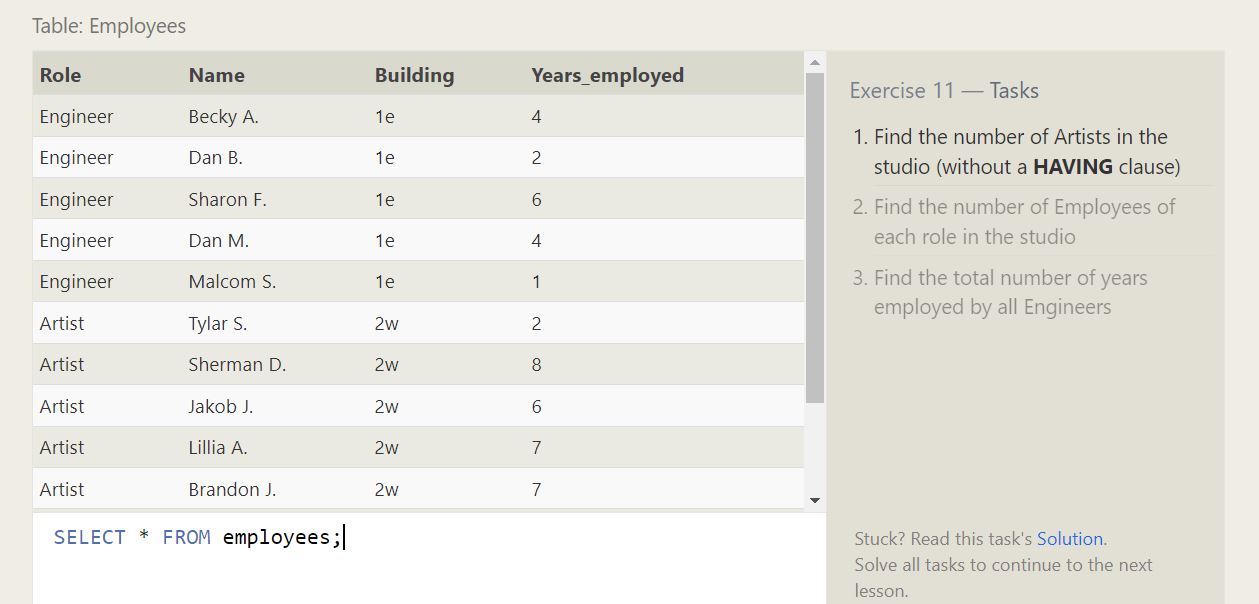 Table: Employees
Role Name Building Years_employed
Engineer Becky A. 1e 4
Engineer Dan B. 1e 2
Engineer Sharon F. 1e 6
Engineer Dan M. 1e 4
Engineer Malcom S. 1e 1
Artist Tylar S. 2w 2
Artist Sherman D. 2w 8
Artist Jakob J. 2w 6
Artist Lillia A. 2w 7
Artist Brandon J. 2w 7
SELECT * FROM employees;
Exercise 11 — Tasks
1. Find the number of Artists in the
studio (without a HAVING clause)
2. Find the number of Employees of
each role in the studio
3. Find the total number of years
employed by all Engineers
Stuck? Read this task's Solution.
Solve all tasks to continue to the next
lesson.